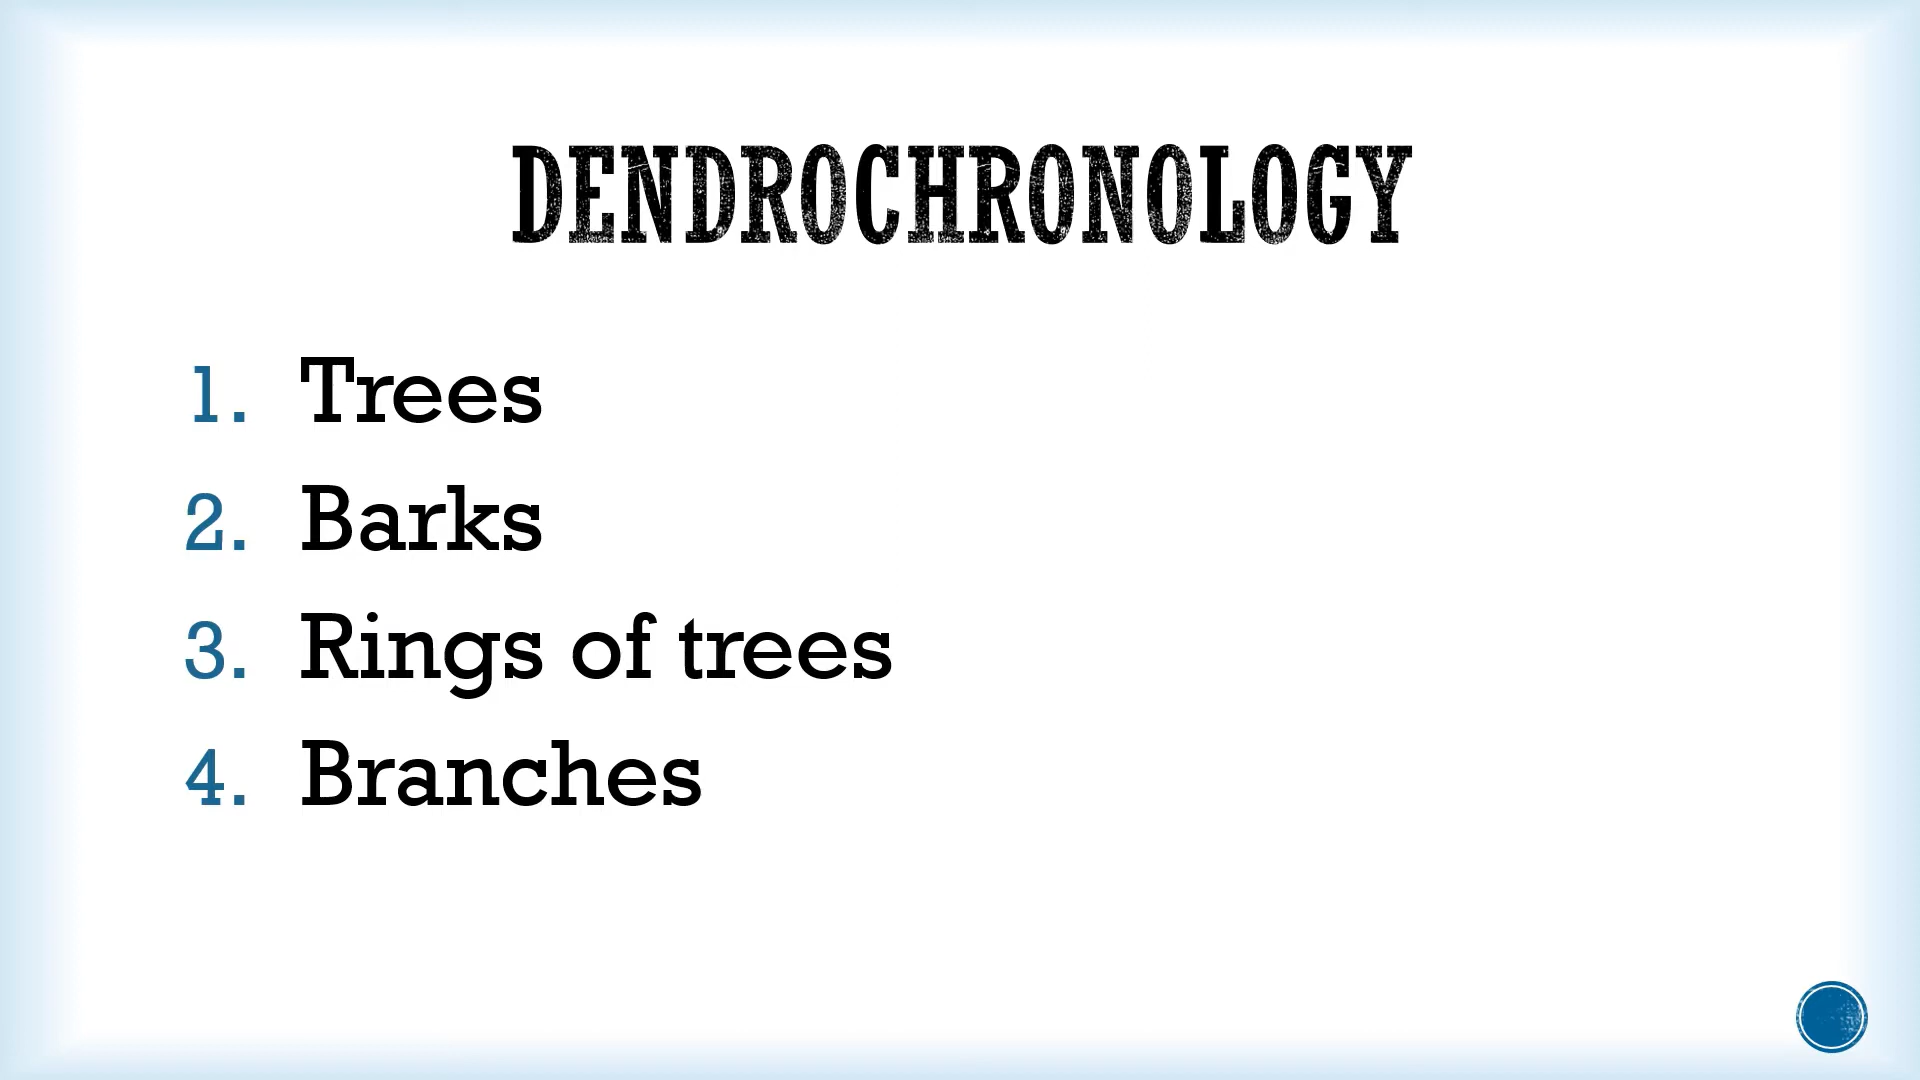 DENDROCHRONOLOGY
1. Trees
2. Barks
3. Rings of trees
4. Branches